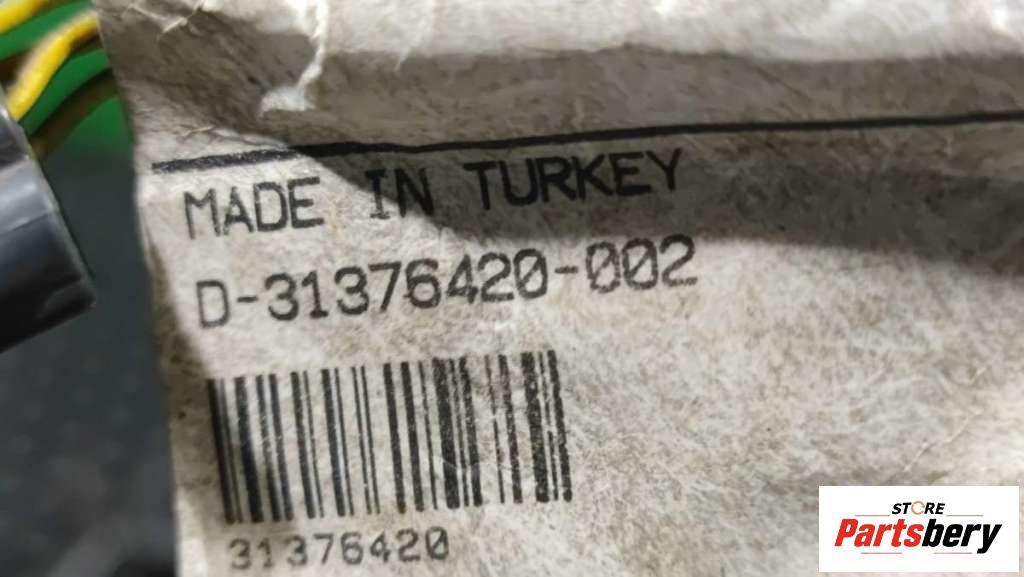 MADE IN TURKEY
D-31376420-002
31376420
STORE
Partsbery